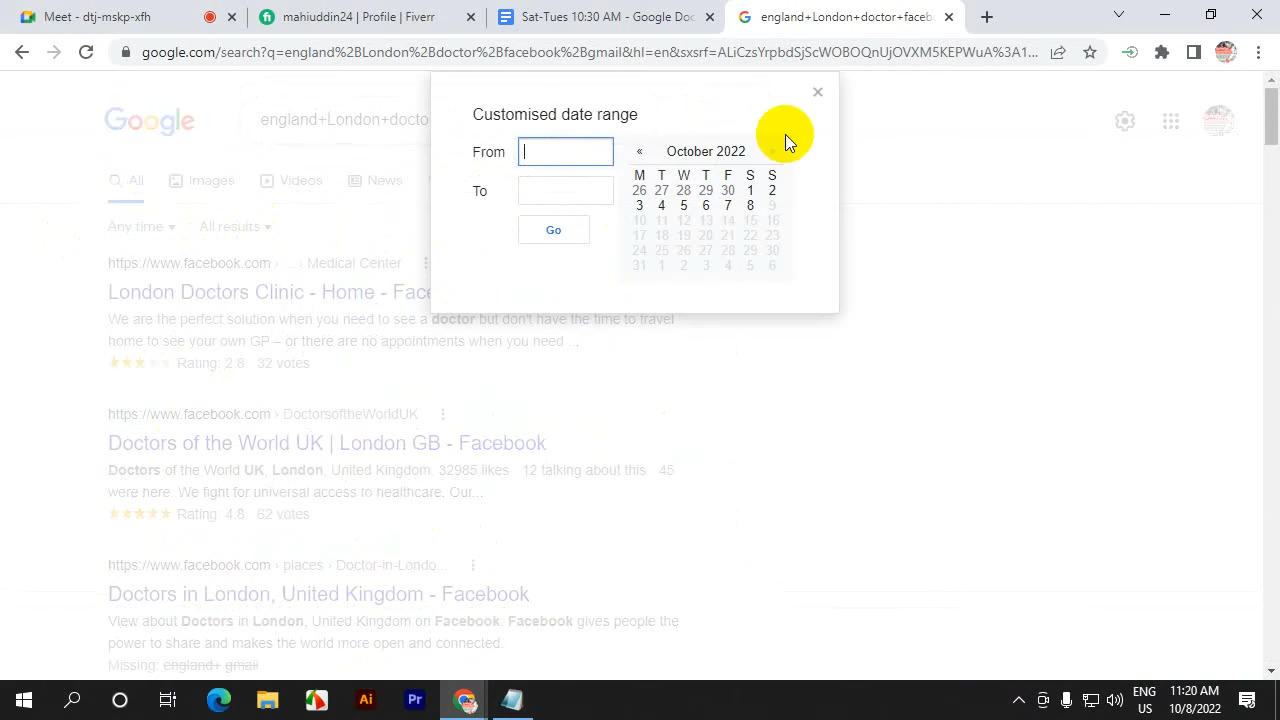 Meet - dtj-mskp-xfh
mahiuddin24 | Profile | Fiverr
Sat-Tues 10:30 AM - Google Doc
england+London+doctor+faceb
google.com/search?q=england%2BLondon%2Bdoctor%2Bfacebook%2Bgmail&hl=en&sxsrf=ALiCzsYrpbdSjScWOBOQnUjOVXM5KEPWuA%3A1...
Google
england+London+docto
Customised date range
From
To
Go
« October 2022 »
M T W T F S S
26 27 28 29 30 1 2
3 4 5 6 7 8 9
10 11 12 13 14 15 16
17 18 19 20 21 22 23
24 25 26 27 28 29 30
31 1 2 3 4 5 6
All Images Videos News
Any time All results
https://www.facebook.com › ... › Medical Center
London Doctors Clinic - Home - Face
We are the perfect solution when you need to see a doctor but don't have the time to travel
home to see your own GP – or there are no appointments when you need ...
Rating: 2.8 32 votes
https://www.facebook.com › DoctorsoftheWorldUK
Doctors of the World UK | London GB - Facebook
Doctors of the World UK, London, United Kingdom. 32985 likes 12 talking about this 45
were here. We fight for universal access to healthcare. Our...
Rating: 4.8 62 votes
https://www.facebook.com › places › Doctor-in-Londo...
Doctors in London, United Kingdom - Facebook
View about Doctors in London, United Kingdom on Facebook. Facebook gives people the
power to share and makes the world more open and connected.
Missing: england+ gmail
Ai
Pr
ENG
US
11:20 AM
10/8/2022